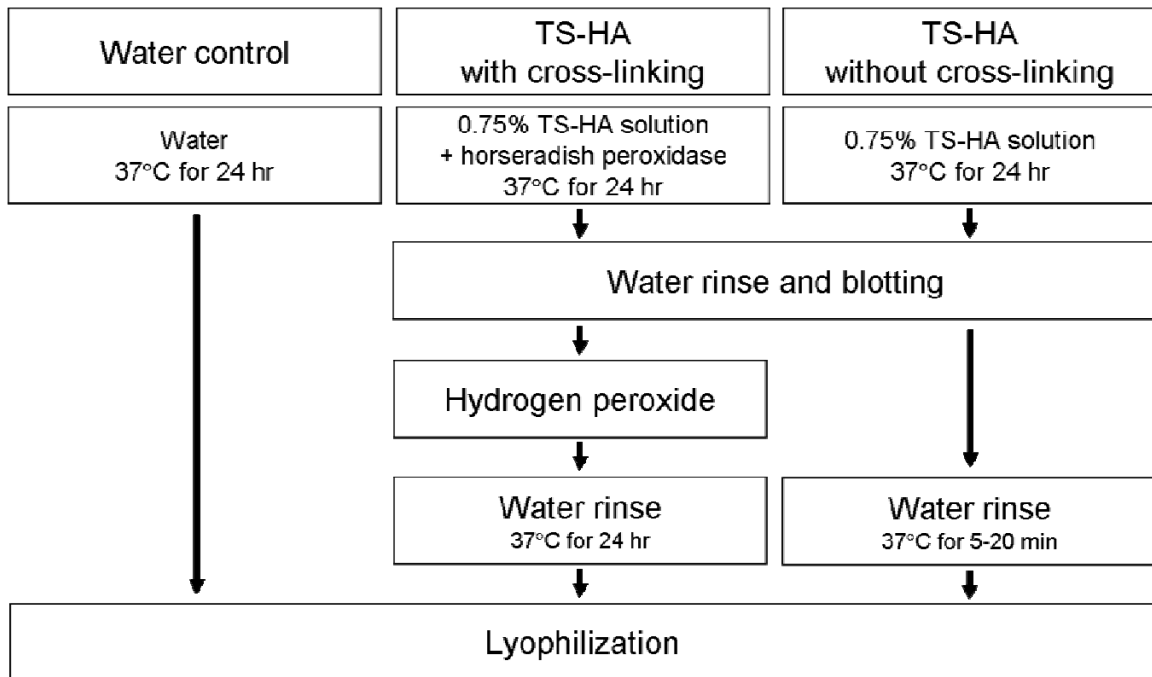 Water control
TS-HA
with cross-linking
TS-HA
without cross-linking
Water
37°C for 24 hr
0.75% TS-HA solution
+ horseradish peroxidase
37°C for 24 hr
0.75% TS-HA solution
37°C for 24 hr
Water rinse and blotting
Hydrogen peroxide
Water rinse
37°C for 24 hr
Water rinse
37°C for 5-20 min
Lyophilization